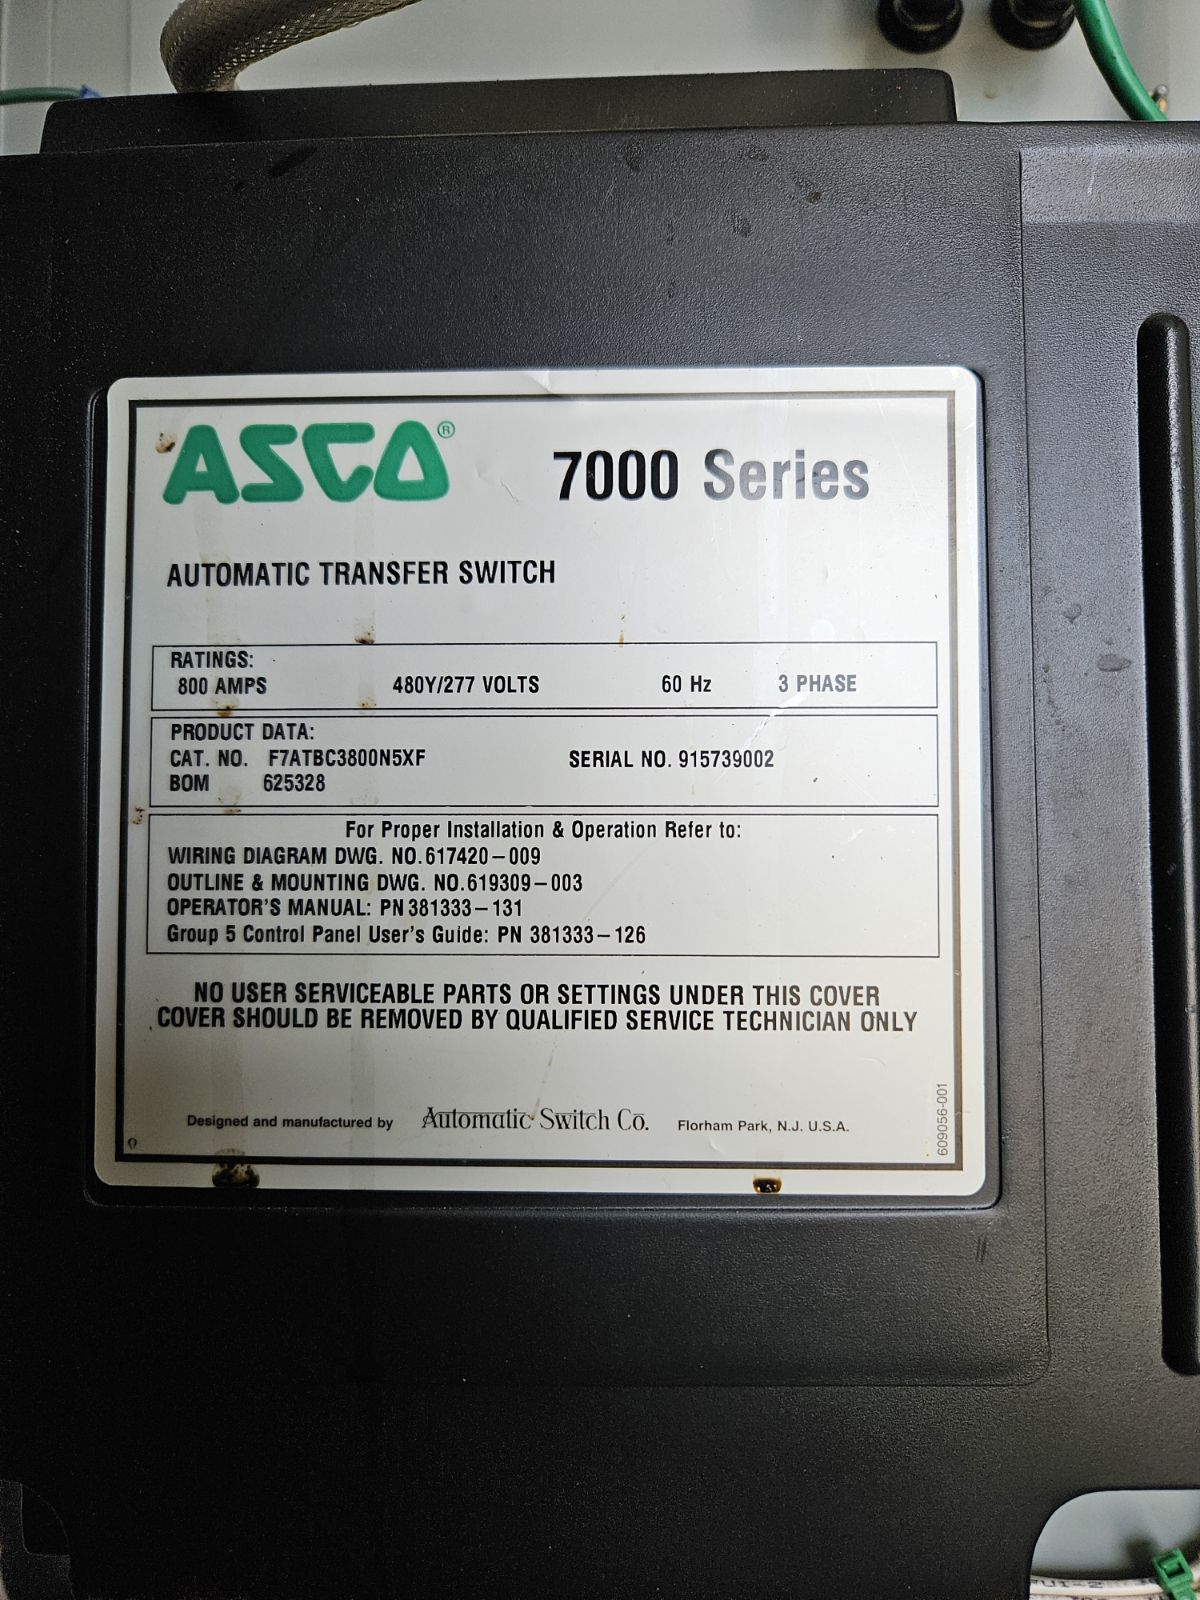 ASCO® 7000 Series
AUTOMATIC TRANSFER SWITCH
RATINGS:
800 AMPS 480Y/277 VOLTS 60 Hz 3 PHASE
PRODUCT DATA:
CAT. NO. F7ATBC3800N5XF SERIAL NO. 915739002
BOM 625328
For Proper Installation & Operation Refer to:
WIRING DIAGRAM DWG. NO. 617420-009
OUTLINE & MOUNTING DWG. NO. 619309-003
OPERATOR'S MANUAL: PN 381333-131
Group 5 Control Panel User's Guide: PN 381333-126
NO USER SERVICEABLE PARTS OR SETTINGS UNDER THIS COVER
COVER SHOULD BE REMOVED BY QUALIFIED SERVICE TECHNICIAN ONLY
Designed and manufactured by Automatic Switch Co. Florham Park, N.J. U.S.A.
609056-001